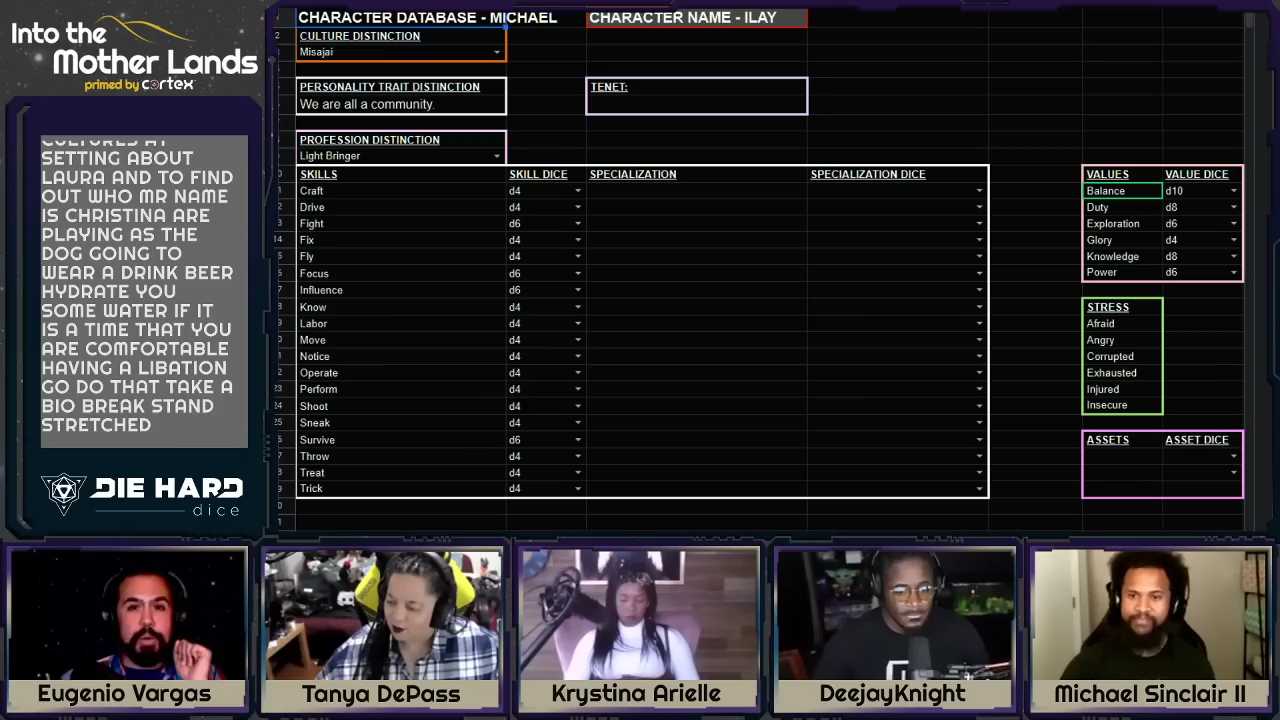 Into the
Mother Lands
primed by cortex
CULTURES AT
SETTING ABOUT
LAURA AND TO FIND
OUT WHO MR NAME
IS CHRISTINA ARE
PLAYING AS THE
DOG GOING TO
WEAR A DRINK BEER
HYDRATE YOU
SOME WATER IF IT
IS A TIME THAT YOU
ARE COMFORTABLE
HAVING A LIBATION
GO DO THAT TAKE A
BIO BREAK STAND
STRETCHED
DIE HARD
dice
CHARACTER DATABASE - MICHAEL CHARACTER NAME - ILAY
CULTURE DISTINCTION
Misajai
PERSONALITY TRAIT DISTINCTION TENET:
We are all a community.
PROFESSION DISTINCTION
Light Bringer
SKILLS SKILL DICE SPECIALIZATION SPECIALIZATION DICE
Craft d4
Drive d4
Fight d6
Fix d4
Fly d4
Focus d6
Influence d6
Know d4
Labor d4
Move d4
Notice d4
Operate d4
Perform d4
Shoot d4
Sneak d4
Survive d6
Throw d4
Treat d4
Trick d4
VALUES VALUE DICE
Balance d10
Duty d8
Exploration d6
Glory d4
Knowledge d8
Power d6
STRESS
Afraid
Angry
Corrupted
Exhausted
Injured
Insecure
ASSETS ASSET DICE
Eugenio Vargas
Tanya DePass
Krystina Arielle
DeejayKnight
Michael Sinclair II